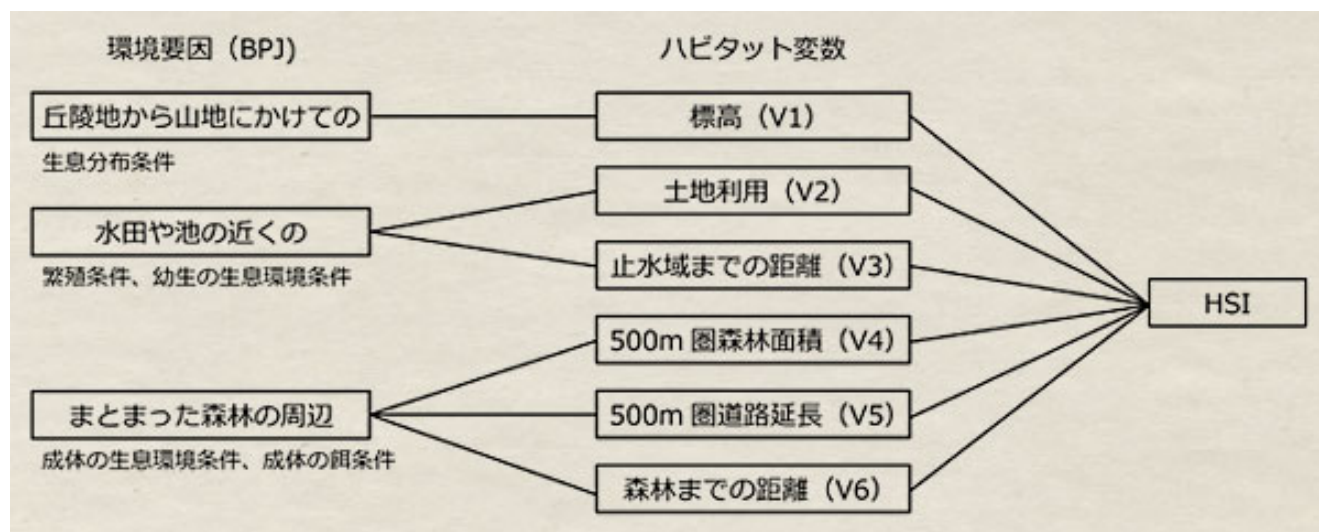 環境要因（BPJ)
ハビタット変数
丘陵地から山地にかけての
生息分布条件
標高（V1）
水田や池の近くの
繁殖条件、幼生の生息環境条件
土地利用（V2）
止水域までの距離（V3）
まとまった森林の周辺
成体の生息環境条件、成体の餌条件
500m 圏森林面積（V4）
500m 圏道路延長（V5）
森林までの距離（V6）
HSI